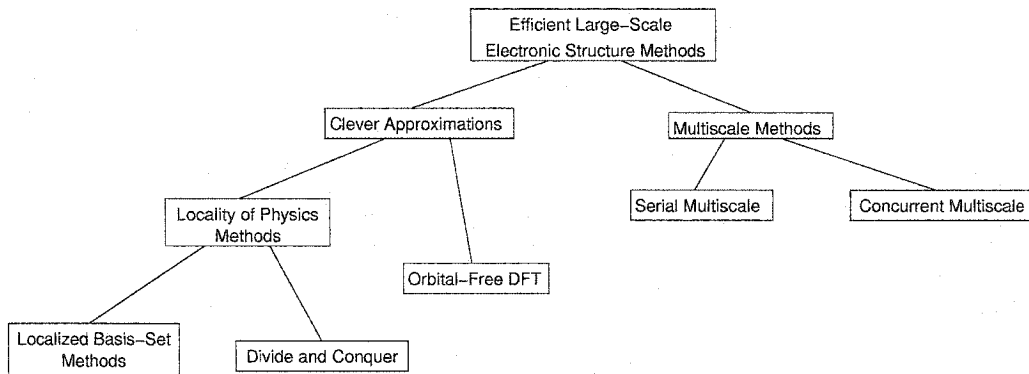 Efficient Large-Scale
Electronic Structure Methods
Clever Approximations
Multiscale Methods
Locality of Physics
Methods
Serial Multiscale
Concurrent Multiscale
Orbital-Free DFT
Localized Basis-Set
Methods
Divide and Conquer